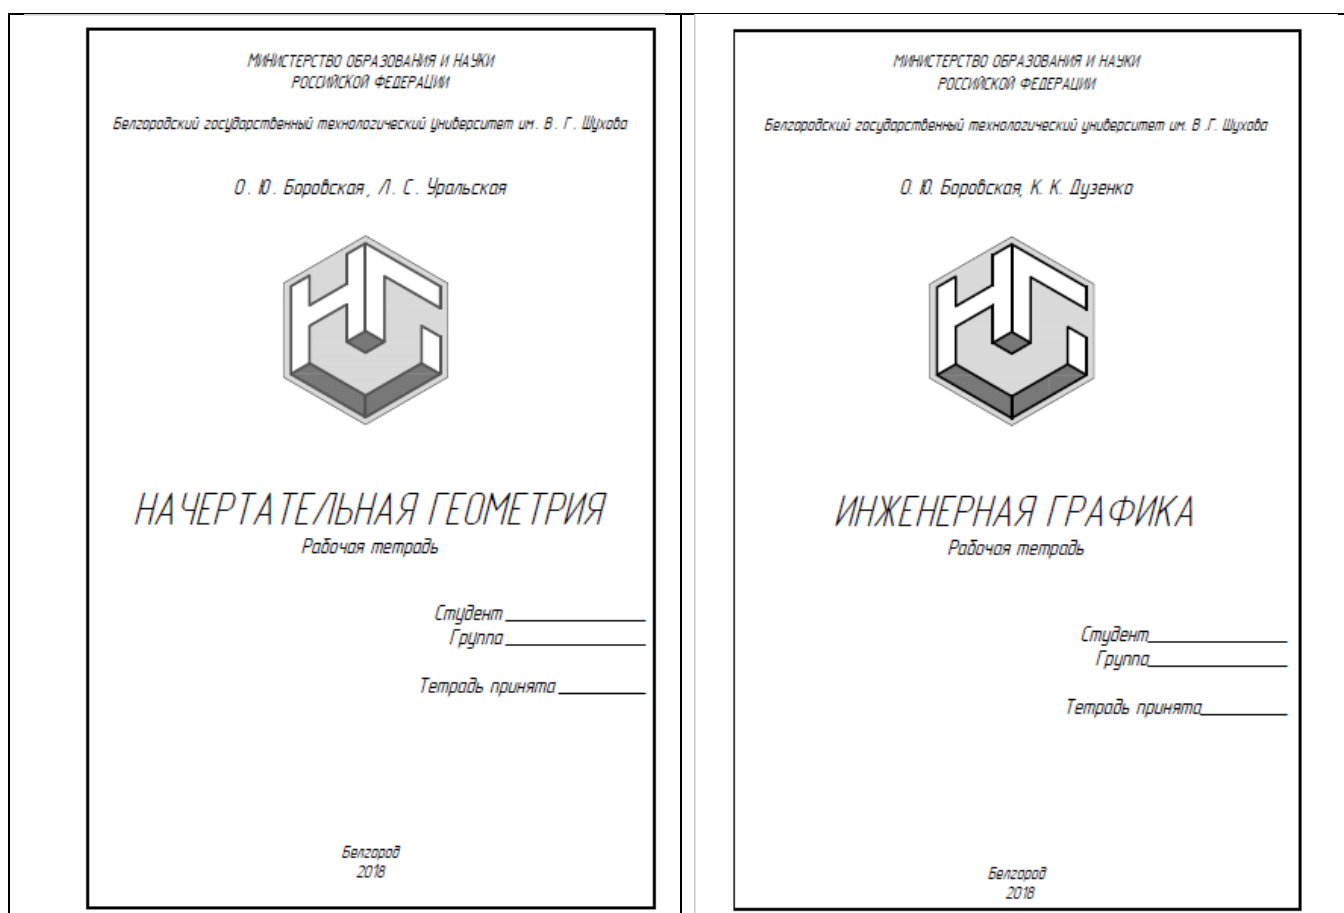 МИНИСТЕРСТВО ОБРАЗОВАНИЯ И НАУКИ
РОССИЙСКОЙ ФЕДЕРАЦИИ
Белгородский государственный технологический университет им. В. Г. Шухова
О. Ю. Боровская, Л. С. Уральская
НГ
НАЧЕРТАТЕЛЬНАЯ ГЕОМЕТРИЯ
Рабочая тетрадь
Студент
Группа
Тетрадь принята
Белгород
2018
МИНИСТЕРСТВО ОБРАЗОВАНИЯ И НАУКИ
РОССИЙСКОЙ ФЕДЕРАЦИИ
Белгородский государственный технологический университет им. В .Г. Шухова
О. Ю. Боровская, К. К. Дузенко
НГ
ИНЖЕНЕРНАЯ ГРАФИКА
Рабочая тетрадь
Студент
Группа
Тетрадь принята
Белгород
2018